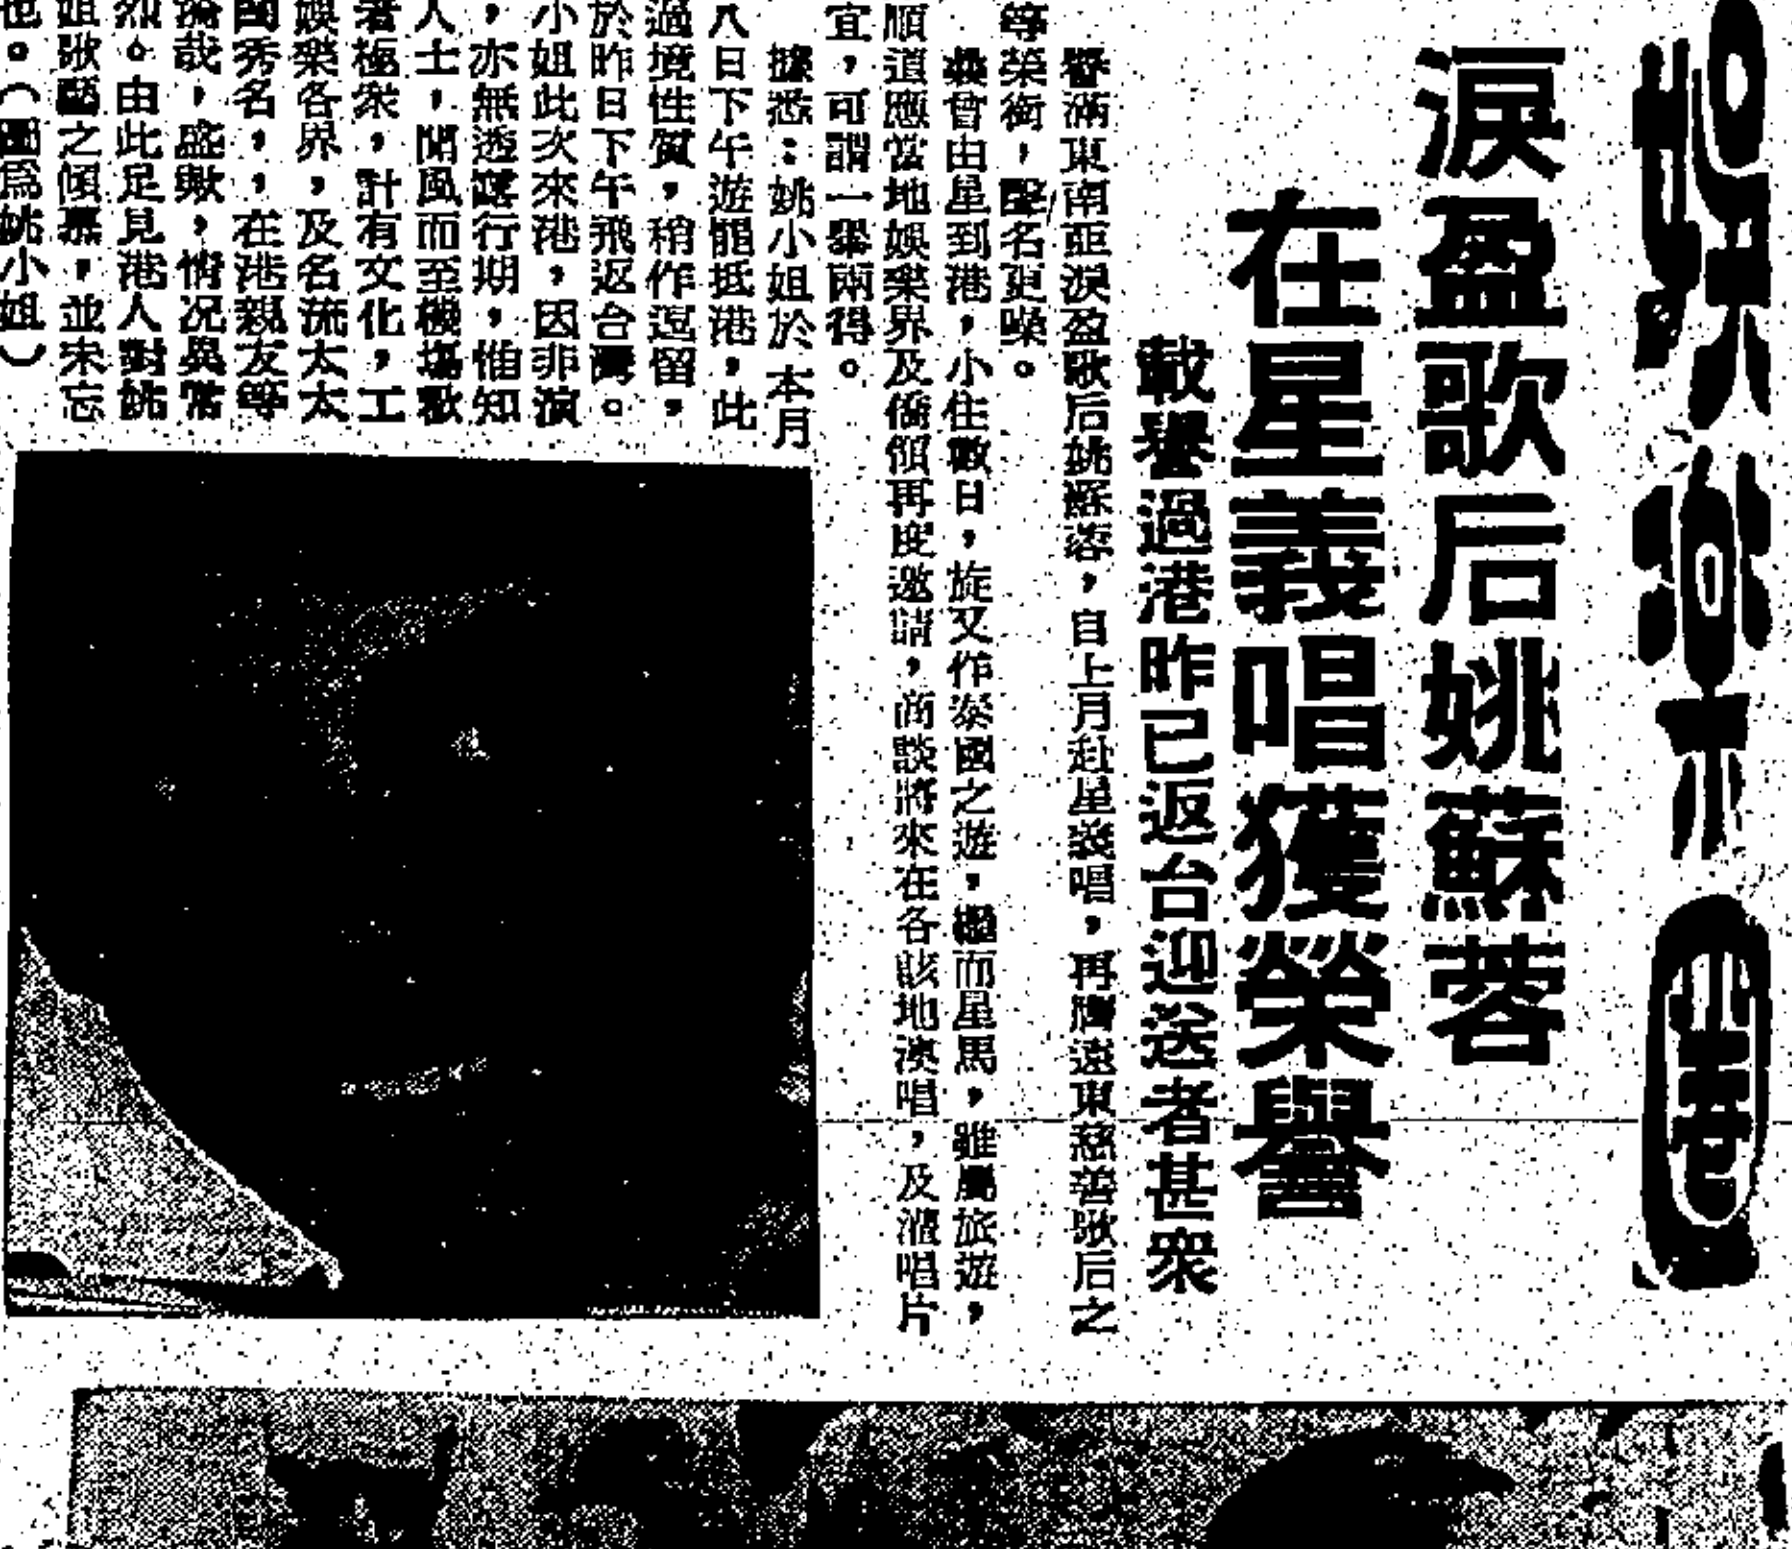 娛樂
淚盈歌后姚蘇蓉
在星義唱獲榮譽
載譽過港昨已返台迎送者甚衆
譽滿東南亞淚盈歌后姚蘇蓉，自上月赴星義唱，再膺遠東慈善歌后之
等榮銜，聲名更噪。
姚曾由星到港，小住數日，旋又作泰國之遊，繼而星馬，雖屬旅遊，
順道應當地娛樂界及僑領再度邀請，商談將來在各該地演唱，及灌唱片
宜，可謂一舉兩得。
據悉：姚小姐於本月
八日下午遊罷抵港，此
過境性質，稍作逗留，
於昨日下午飛返台灣。
小姐此次來港，因非演
，亦無透露行期，惟知
人士，聞風而至機塲歡
者極衆，計有文化，工
娛樂各界，及名流太太
閨秀名，，在港親友等
，盛歟，情况異常
烈。由此足見港人對姚
姐歌藝之傾慕，並未忘
也。（圖爲姚小姐）